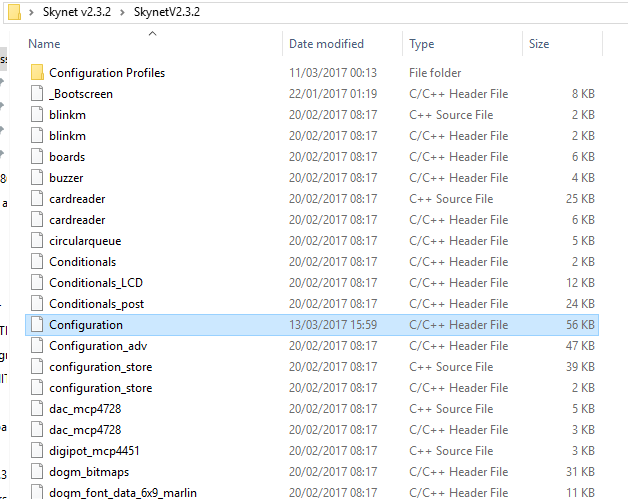 Skynet v2.3.2 > SkynetV2.3.2
Name Date modified Type Size
Configuration Profiles 11/03/2017 00:13 File folder
_Bootscreen 22/01/2017 01:19 C/C++ Header File 8 KB
blinkm 20/02/2017 08:17 C++ Source File 2 KB
blinkm 20/02/2017 08:17 C/C++ Header File 2 KB
boards 20/02/2017 08:17 C/C++ Header File 6 KB
buzzer 20/02/2017 08:17 C/C++ Header File 4 KB
cardreader 20/02/2017 08:17 C++ Source File 25 KB
cardreader 20/02/2017 08:17 C/C++ Header File 6 KB
circularqueue 20/02/2017 08:17 C/C++ Header File 5 KB
Conditionals 20/02/2017 08:17 C/C++ Header File 2 KB
Conditionals_LCD 20/02/2017 08:17 C/C++ Header File 12 KB
Conditionals_post 20/02/2017 08:17 C/C++ Header File 24 KB
Configuration 13/03/2017 15:59 C/C++ Header File 56 KB
Configuration_adv 20/02/2017 08:17 C/C++ Header File 47 KB
configuration_store 20/02/2017 08:17 C++ Source File 39 KB
configuration_store 20/02/2017 08:17 C/C++ Header File 2 KB
dac_mcp4728 20/02/2017 08:17 C++ Source File 5 KB
dac_mcp4728 20/02/2017 08:17 C/C++ Header File 3 KB
digipot_mcp4451 20/02/2017 08:17 C++ Source File 3 KB
dogm_bitmaps 20/02/2017 08:17 C/C++ Header File 31 KB
dogm_font_data_6x9_marlin 20/02/2017 08:17 C/C++ Header File 11 KB